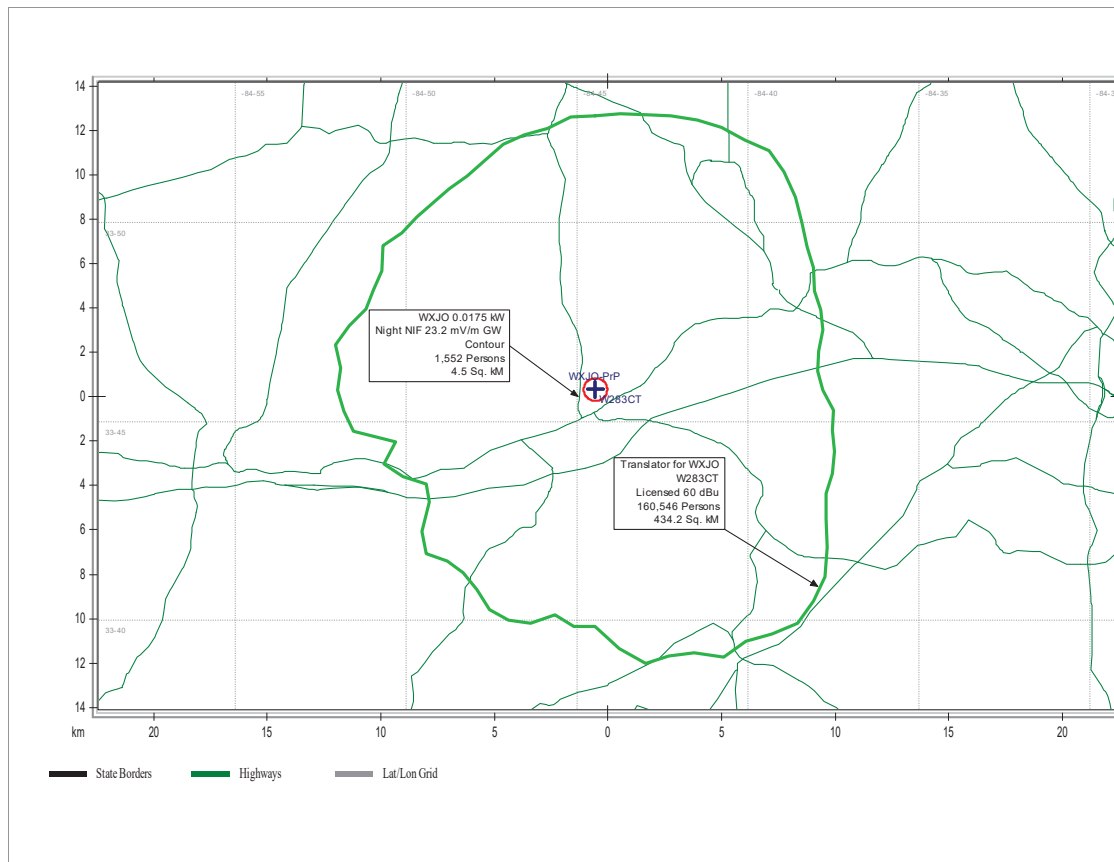 -84-55
-84-50
-84-45
-84-40
-84-35
14
12
10
8
6
4
2
0
2
4
6
8
10
12
14
33-50
33-45
33-40
WXJO 0.0175 kW
Night NIF 23.2 mV/m GW
Contour
1,552 Persons
4.5 Sq. kM
WXJO-PrP
W283CT
Translator for WXJO
W283CT
Licensed 60 dBu
160,546 Persons
434.2 Sq. kM
km
20
15
10
5
0
5
10
15
20
State Borders
Highways
Lat/Lon Grid